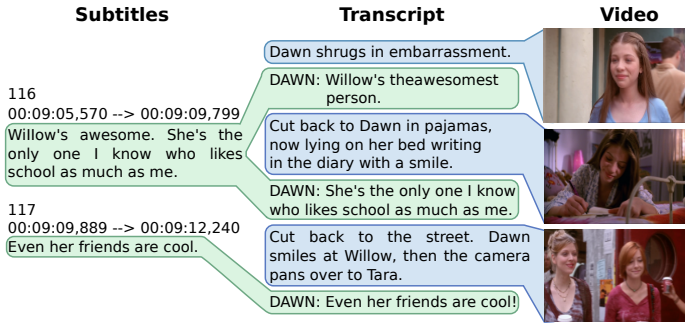 Subtitles
Transcript
Video
116
00:09:05,570 --> 00:09:09,799
Willow's awesome. She's the
only one I know who likes
school as much as me.
117
00:09:09,889 --> 00:09:12,240
Even her friends are cool.
Dawn shrugs in embarrassment.
DAWN: Willow's theawesomest
person.
Cut back to Dawn in pajamas,
now lying on her bed writing
in the diary with a smile.
DAWN: She's the only one I know
who likes school as much as me.
Cut back to the street. Dawn
smiles at Willow, then the camera
pans over to Tara.
DAWN: Even her friends are cool!